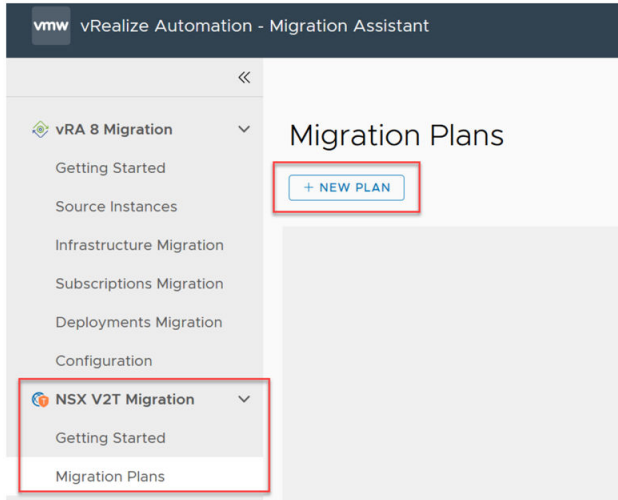 vmw vRealize Automation - Migration Assistant
vRA 8 Migration
Getting Started
Source Instances
Infrastructure Migration
Subscriptions Migration
Deployments Migration
Configuration
NSX V2T Migration
Getting Started
Migration Plans
Migration Plans
+ NEW PLAN